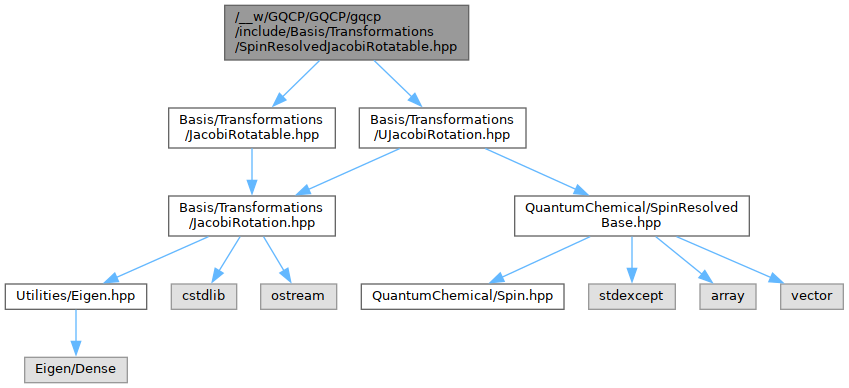 /__w/GQCP/GQCP/gqcp
/include/Basis/Transformations
/SpinResolvedJacobiRotatable.hpp
Basis/Transformations
/JacobiRotatable.hpp
Basis/Transformations
/UJacobiRotation.hpp
Basis/Transformations
/JacobiRotation.hpp
QuantumChemical/SpinResolved
Base.hpp
Utilities/Eigen.hpp
cstdlib
ostream
QuantumChemical/Spin.hpp
stdexcept
array
vector
Eigen/Dense